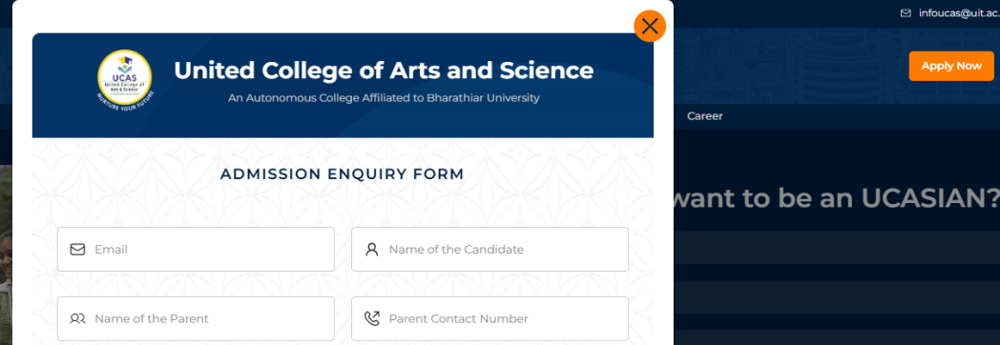 infoucas@uit.ac.
UCAS
United College of
Arts & Science
NURTURE YOUR FUTURE
United College of Arts and Science
An Autonomous College Affiliated to Bharathiar University
Apply Now
Career
ADMISSION ENQUIRY FORM
want to be an UCASIAN?
Email
Name of the Candidate
Name of the Parent
Parent Contact Number